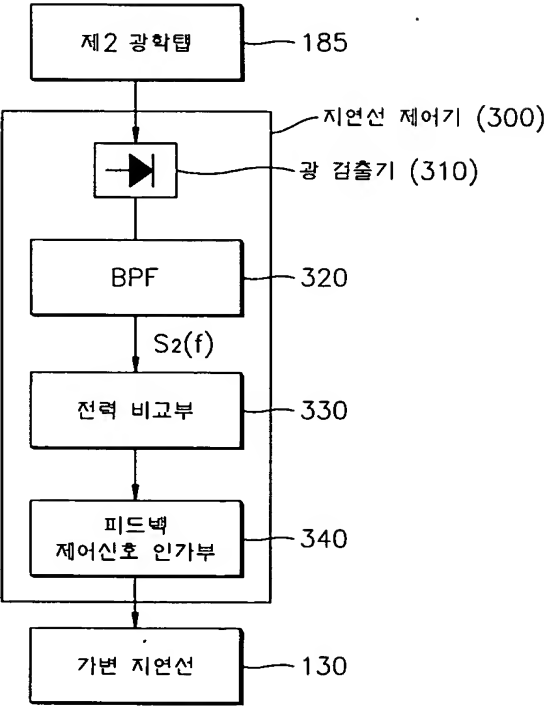 제2 광학탭
185
지연선 제어기 (300)
광 검출기 (310)
BPF
320
S2(f)
전력 비교부
330
피드백
제어신호 인가부
340
가변 지연선
130